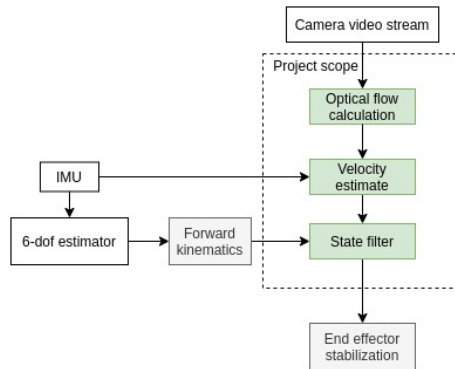 Camera video stream
Project scope
Optical flow
calculation
IMU
Velocity
estimate
6-dof estimator
Forward
kinematics
State filter
End effector
stabilization